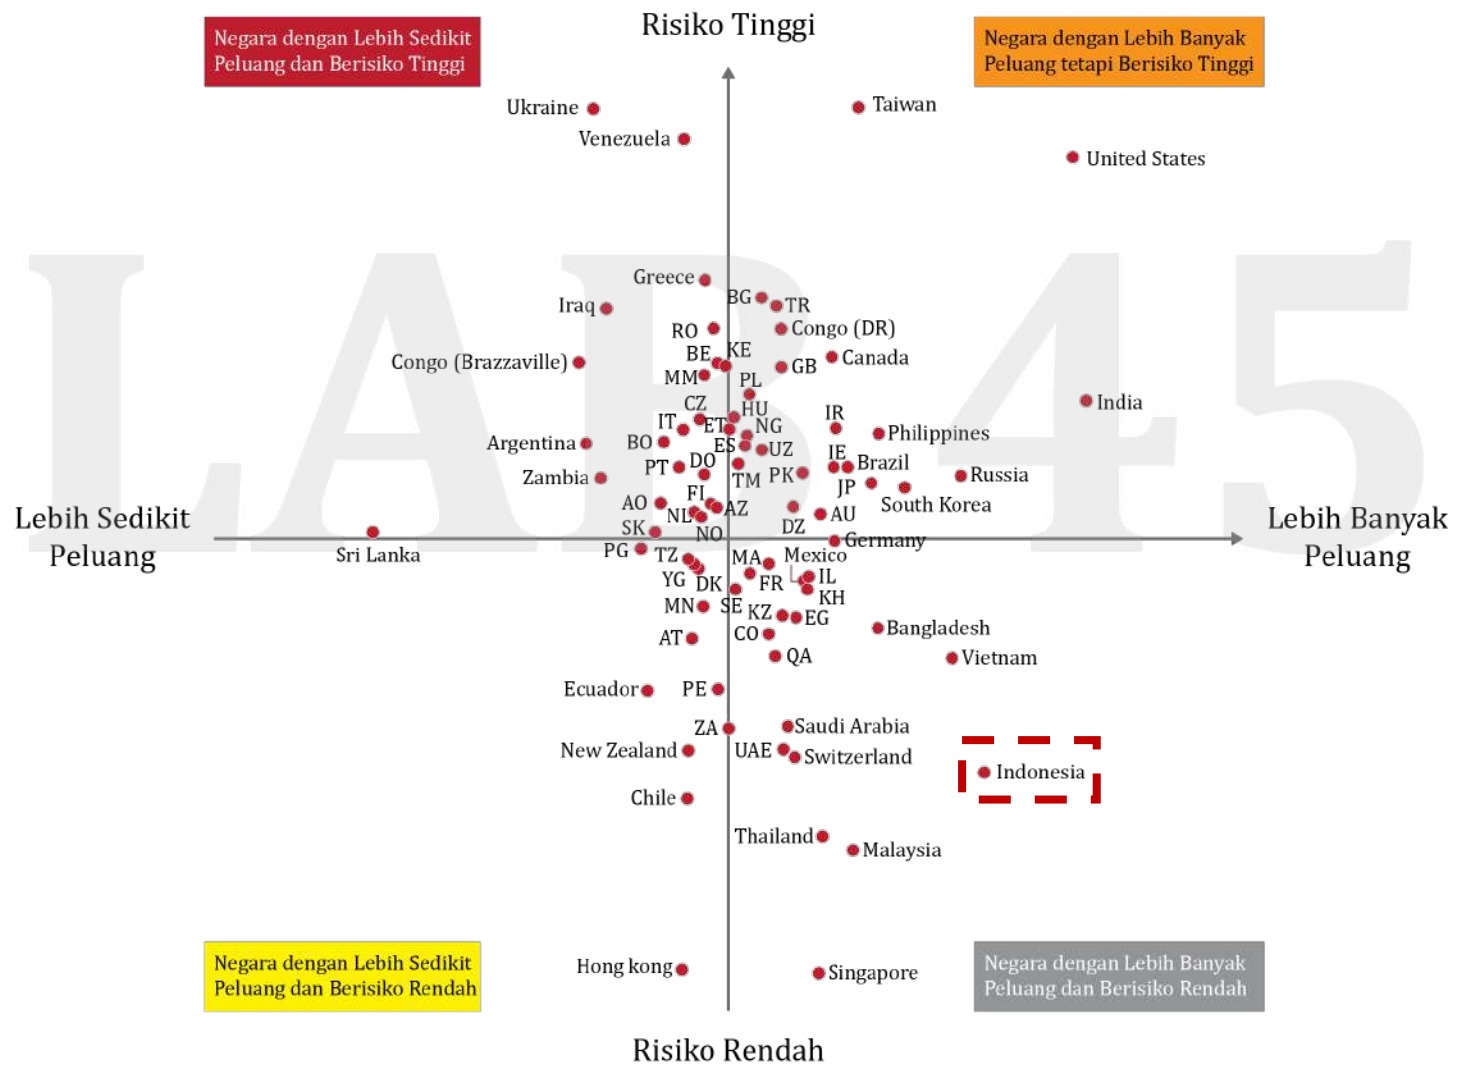 Risiko Tinggi
Negara dengan Lebih Sedikit
Peluang dan Berisiko Tinggi
Negara dengan Lebih Banyak
Peluang tetapi Berisiko Tinggi
Ukraine
Taiwan
Venezuela
United States
LAB 45
Greece
BG
TR
Iraq
RO
Congo (DR)
BE
KE
Canada
Congo (Brazzaville)
GB
MM
PL
India
CZ
HU
IR
IT
ET
NG
Philippines
BO
Argentina
ES
UZ
PT
DO
IE
Brazil
Zambia
TM
PK
Russia
JP
FI
South Korea
AO
AZ
NL
DZ
AU
Lebih Sedikit
Peluang
SK
NO
Lebih Banyak
Peluang
Sri Lanka
Germany
PG
TZ
MA
Mexico
YG
DK
FR
IL
KH
MN
SE
KZ
EG
AT
CO
Bangladesh
QA
Vietnam
Ecuador
PE
ZA
Saudi Arabia
New Zealand
UAE
Switzerland
Indonesia
Chile
Thailand
Malaysia
Negara dengan Lebih Sedikit
Peluang dan Berisiko Rendah
Hong kong
Singapore
Negara dengan Lebih Banyak
Peluang dan Berisiko Rendah
Risiko Rendah